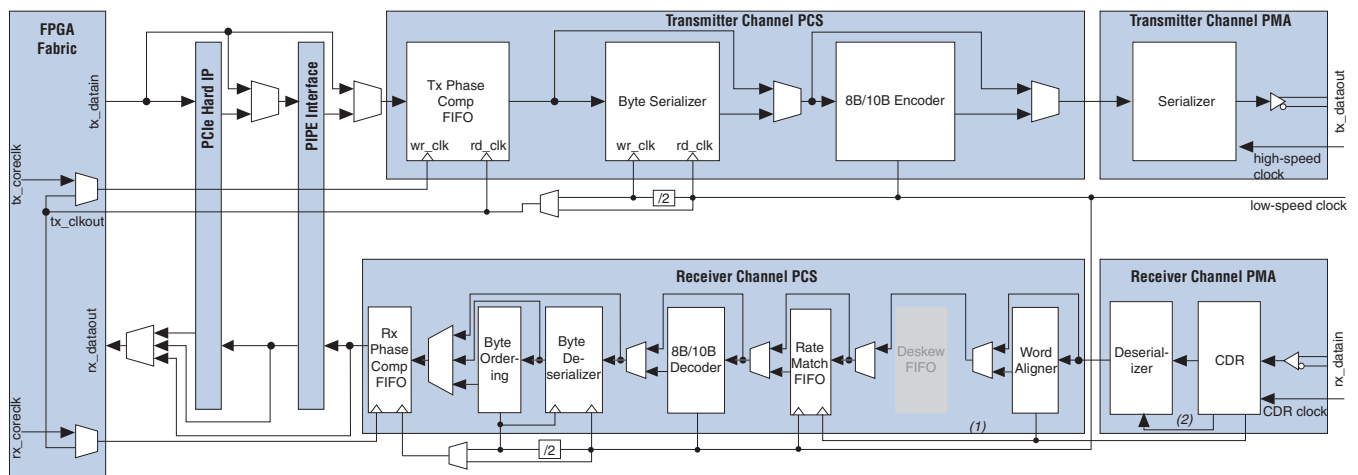 FPGA
Fabric
Transmitter Channel PCS
Transmitter Channel PMA
tx_datain
PCIe Hard IP
PIPE Interface
Tx Phase
Comp
FIFO
wr_clk
rd_clk
Byte Serializer
wr_clk
rd_clk
8B/10B Encoder
Serializer
tx_dataout
high-speed
clock
tx_coreclk
tx_clkout
/2
low-speed clock
Receiver Channel PCS
Receiver Channel PMA
rx_dataout
Rx
Phase
Comp
FIFO
Byte
Order-
ing
Byte
De-
serializer
8B/10B
Decoder
Rate
Match
FIFO
Deskew
FIFO
Word
Aligner
Deserial-
izer
CDR
rx_datain
CDR clock
(1)
(2)
rx_coreclk
/2